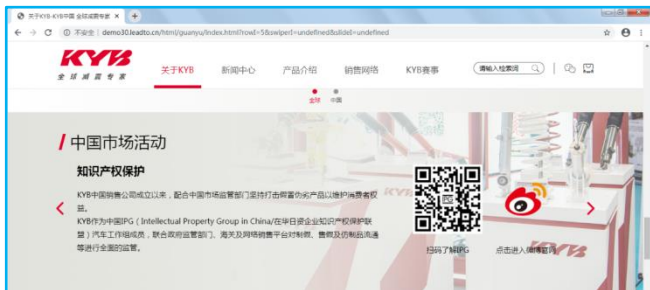 关于KYB-KYB中国 全球减震专家
不安全 | demo30.leadto.cn/html/guanyu/index.html?rowI=5&swiperI=undefined&slideI=undefined
KYB
全球减震专家
关于KYB 新闻中心 产品介绍 销售网络 KYB赛事 请输入检索词
全球 中国
中国市场活动
知识产权保护
KYB中国销售公司成立以来，配合中国市场监管部门坚持打击假冒伪劣产品以维护消费者权
益。
KYB作为中国IPG（Intellectual Property Group in China/在华日资企业知识产权保护联
盟）汽车工作组成员，联合政府监管部门、海关及网络销售平台对制假、售假及仿制品流通
等进行全面的监管。
扫码了解IPG 点击进入微博官网